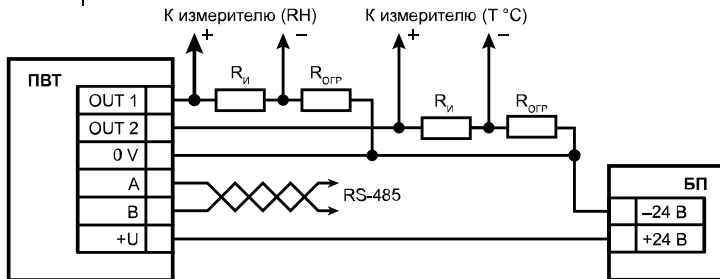 К измерителю (RH) К измерителю (T °C)
+ – + –
ПВТ
RИ RОГР
OUT 1
RИ RОГР
OUT 2
0 V
БП
A
RS-485
B
–24 В
+U
+24 В